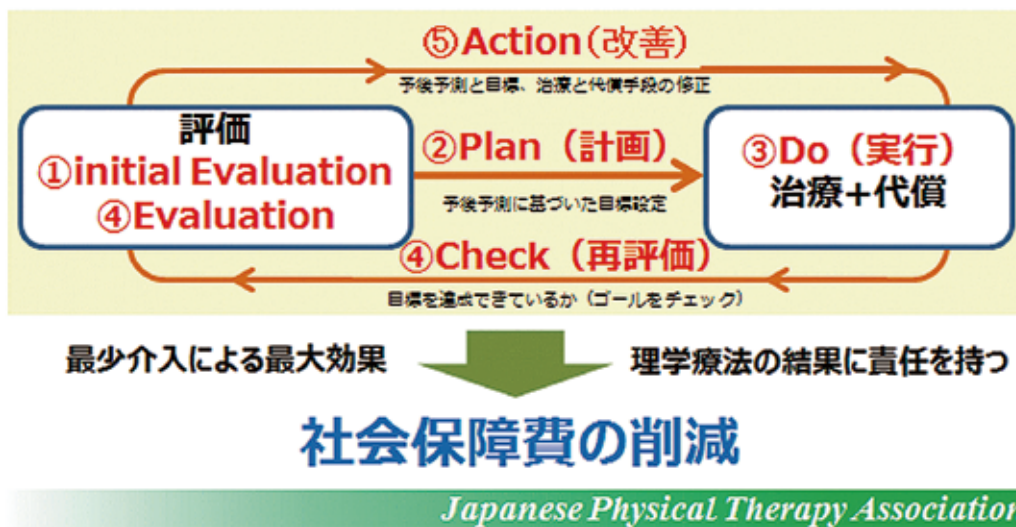 ⑤Action(改善)
予後予測と目標、治療と代償手段の修正
評価
①initial Evaluation
④Evaluation
②Plan（計画）
予後予測に基づいた目標設定
③Do（実行）
治療+代償
④Check（再評価）
目標を達成できているか（ゴールをチェック）
最少介入による最大効果
理学療法の結果に責任を持つ
社会保障費の削減
Japanese Physical Therapy Association